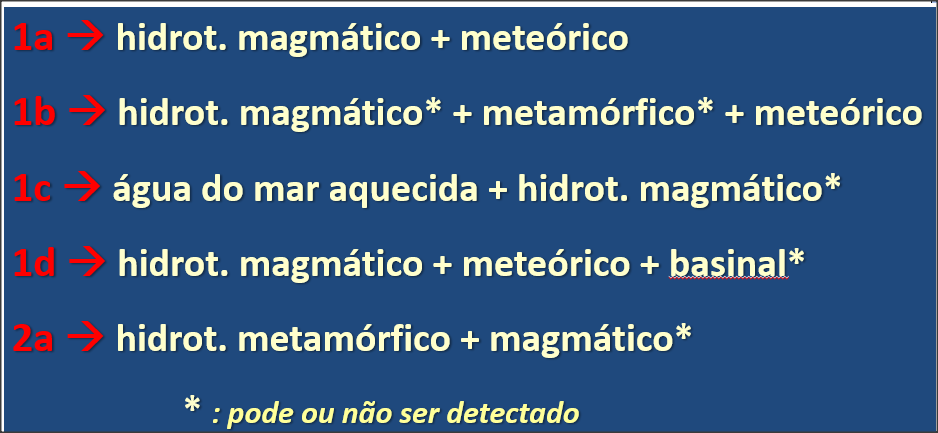 1a → hidrot. magmático + meteórico
1b → hidrot. magmático* + metamórfico* + meteórico
1c → água do mar aquecida + hidrot. magmático*
1d → hidrot. magmático + meteórico + basinal*
2a → hidrot. metamórfico + magmático*
* : pode ou não ser detectado